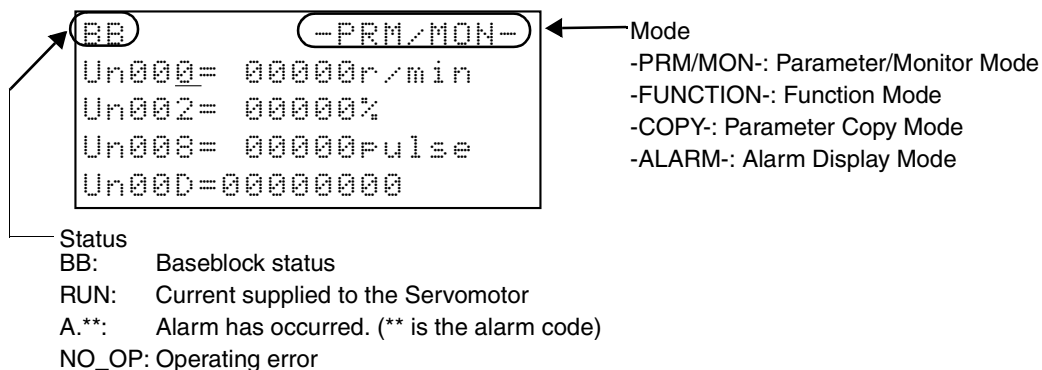 BB -PRM/MON-
Un000= 00000r/min
Un002= 00000%
Un008= 00000pulse
Un00D=00000000
Mode
-PRM/MON-: Parameter/Monitor Mode
-FUNCTION-: Function Mode
-COPY-: Parameter Copy Mode
-ALARM-: Alarm Display Mode
Status
BB: Baseblock status
RUN: Current supplied to the Servomotor
A.**: Alarm has occurred. (** is the alarm code)
NO_OP: Operating error